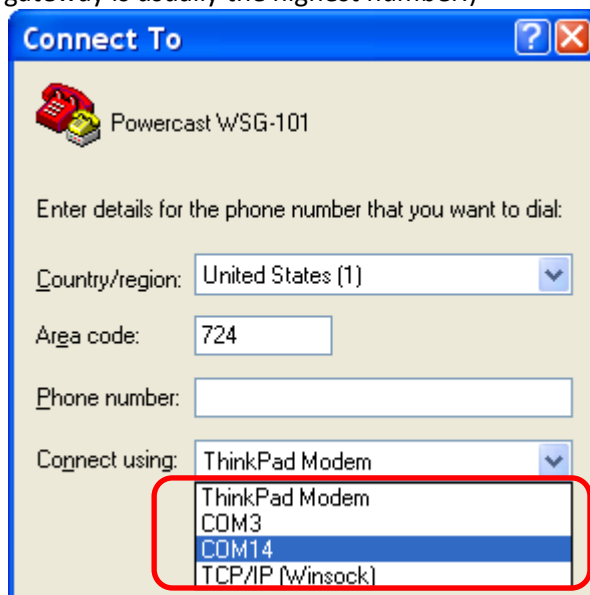 gateway is usually the highest number.)
Connect To
Powercast WSG-101
Enter details for the phone number that you want to dial:
Country/region: United States (1)
Area code: 724
Phone number:
Connect using: ThinkPad Modem
ThinkPad Modem
COM3
COM14
TCP/IP (Winsock)